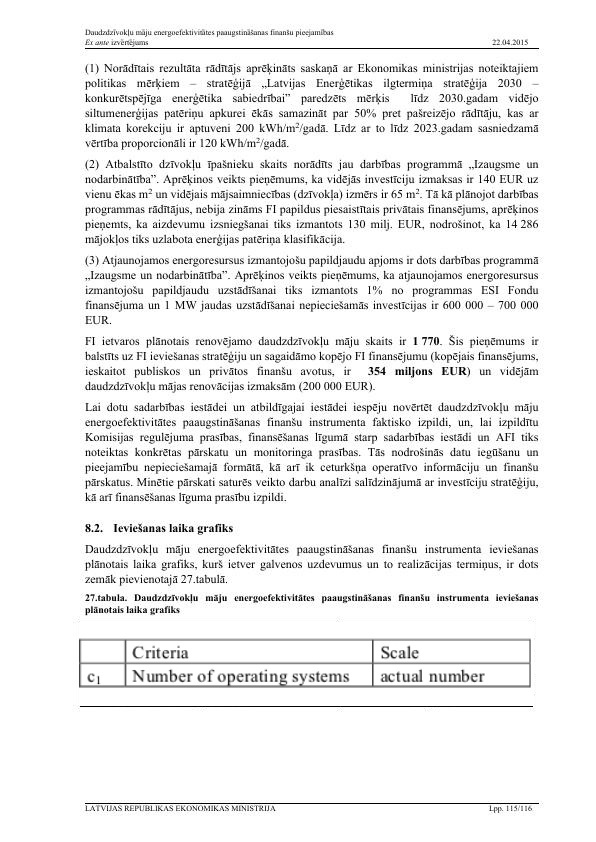 Daudzdzīvokļu māju energoefektivitātes paaugstināšanas finanšu pieejamības
Ex ante izvērtējums 22.04.2015
(1) Norādītais rezultāta rādītājs aprēķināts saskaņā ar Ekonomikas ministrijas noteiktajiem
politikas mērķiem – stratēģijā „Latvijas Enerģētikas ilgtermiņa stratēģija 2030 –
konkurētspējīga enerģētika sabiedrībai” paredzēts mērķis līdz 2030.gadam vidējo
siltumenerģijas patēriņu apkurei ēkās samazināt par 50% pret pašreizējo rādītāju, kas ar
klimata korekciju ir aptuveni 200 kWh/m²/gadā. Līdz ar to līdz 2023.gadam sasniedzamā
vērtība proporcionāli ir 120 kWh/m²/gadā.
(2) Atbalstīto dzīvokļu īpašnieku skaits norādīts jau darbības programmā „Izaugsme un
nodarbinātība”. Aprēķinos veikts pieņēmums, ka vidējās investīciju izmaksas ir 140 EUR uz
vienu ēkas m² un vidējais mājsaimniecības (dzīvokļa) izmērs ir 65 m². Tā kā plānojot darbības
programmas rādītājus, nebija zināms FI papildus piesaistītais privātais finansējums, aprēķinos
pieņemts, ka aizdevumu izsniegšanai tiks izmantots 130 milj. EUR, nodrošinot, ka 14 286
mājokļos tiks uzlabota enerģijas patēriņa klasifikācija.
(3) Atjaunojamos energoresursus izmantojošu papildjaudu apjoms ir dots darbības programmā
„Izaugsme un nodarbinātība”. Aprēķinos veikts pieņēmums, ka atjaunojamos energoresursus
izmantojošu papildjaudu uzstādīšanai tiks izmantots 1% no programmas ESI Fondu
finansējuma un 1 MW jaudas uzstādīšanai nepieciešamās investīcijas ir 600 000 – 700 000
EUR.
FI ietvaros plānotais renovējamo daudzdzīvokļu māju skaits ir 1 770. Šis pieņēmums ir
balstīts uz FI ieviešanas stratēģiju un sagaidāmo kopējo FI finansējumu (kopējais finansējums,
ieskaitot publiskos un privātos finanšu avotus, ir 354 miljons EUR) un vidējām
daudzdzīvokļu mājas renovācijas izmaksām (200 000 EUR).
Lai dotu sadarbības iestādei un atbildīgajai iestādei iespēju novērtēt daudzdzīvokļu māju
energoefektivitātes paaugstināšanas finanšu instrumenta faktisko izpildi, un, lai izpildītu
Komisijas regulējuma prasības, finansēšanas līgumā starp sadarbības iestādi un AFI tiks
noteiktas konkrētas pārskatu un monitoringa prasības. Tās nodrošinās datu iegūšanu un
pieejamību nepieciešamajā formātā, kā arī ik ceturkšņa operatīvo informāciju un finanšu
pārskatus. Minētie pārskati saturēs veikto darbu analīzi salīdzinājumā ar investīciju stratēģiju,
kā arī finansēšanas līguma prasību izpildi.
8.2. Ieviešanas laika grafiks
Daudzdzīvokļu māju energoefektivitātes paaugstināšanas finanšu instrumenta ieviešanas
plānotais laika grafiks, kurš ietver galvenos uzdevumus un to realizācijas termiņus, ir dots
zemāk pievienotajā 27.tabulā.
27.tabula. Daudzdzīvokļu māju energoefektivitātes paaugstināšanas finanšu instrumenta ieviešanas
plānotais laika grafiks
Criteria Scale
c₁ Number of operating systems actual number
LATVIJAS REPUBLIKAS EKONOMIKAS MINISTRIJA Lpp. 115/116